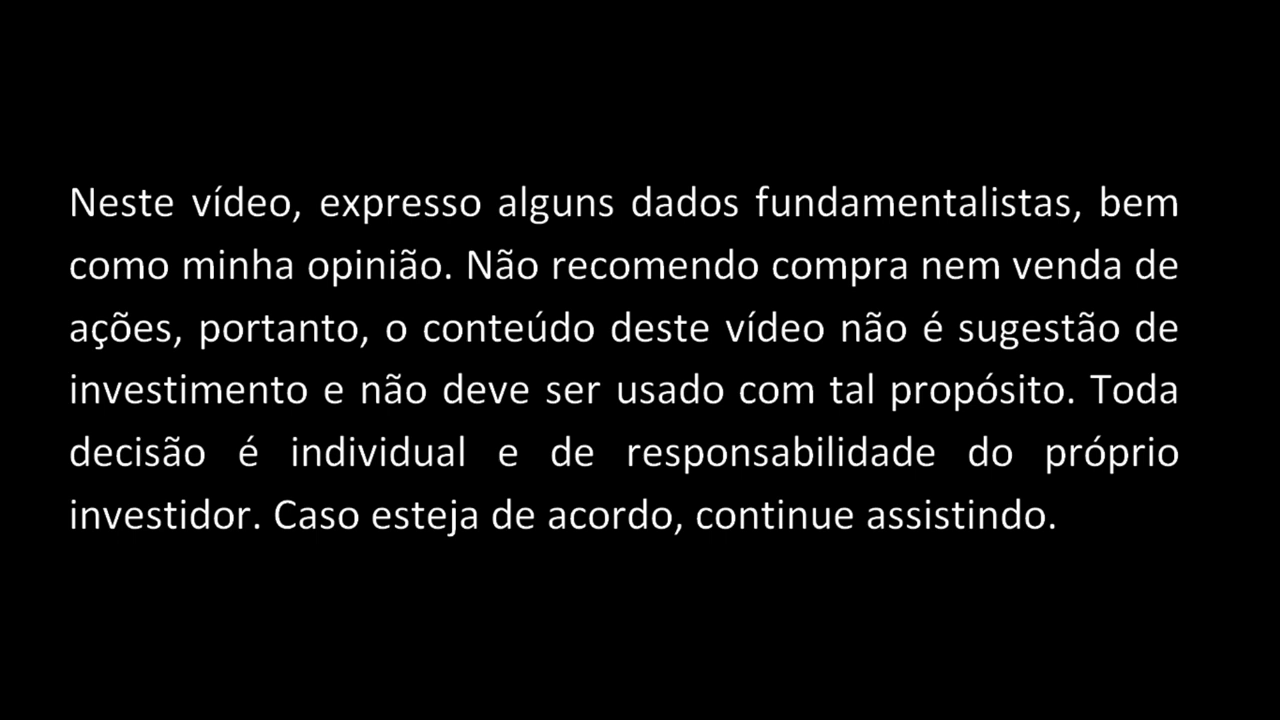 Neste vídeo, expresso alguns dados fundamentalistas, bem
como minha opinião. Não recomendo compra nem venda de
ações, portanto, o conteúdo deste vídeo não é sugestão de
investimento e não deve ser usado com tal propósito. Toda
decisão é individual e de responsabilidade do próprio
investidor. Caso esteja de acordo, continue assistindo.